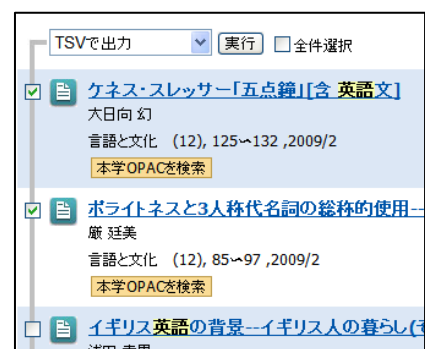 TSVで出力 実行 全件選択
ケネス・スレッサー「五点鐘」[含 英語文]
大日向 幻
言語と文化 (12), 125~132 ,2009/2
本学OPACを検索
ポライトネスと3人称代名詞の総称的使用--
厳 廷美
言語と文化 (12), 85~97 ,2009/2
本学OPACを検索
イギリス英語の背景--イギリス人の暮らし(そ